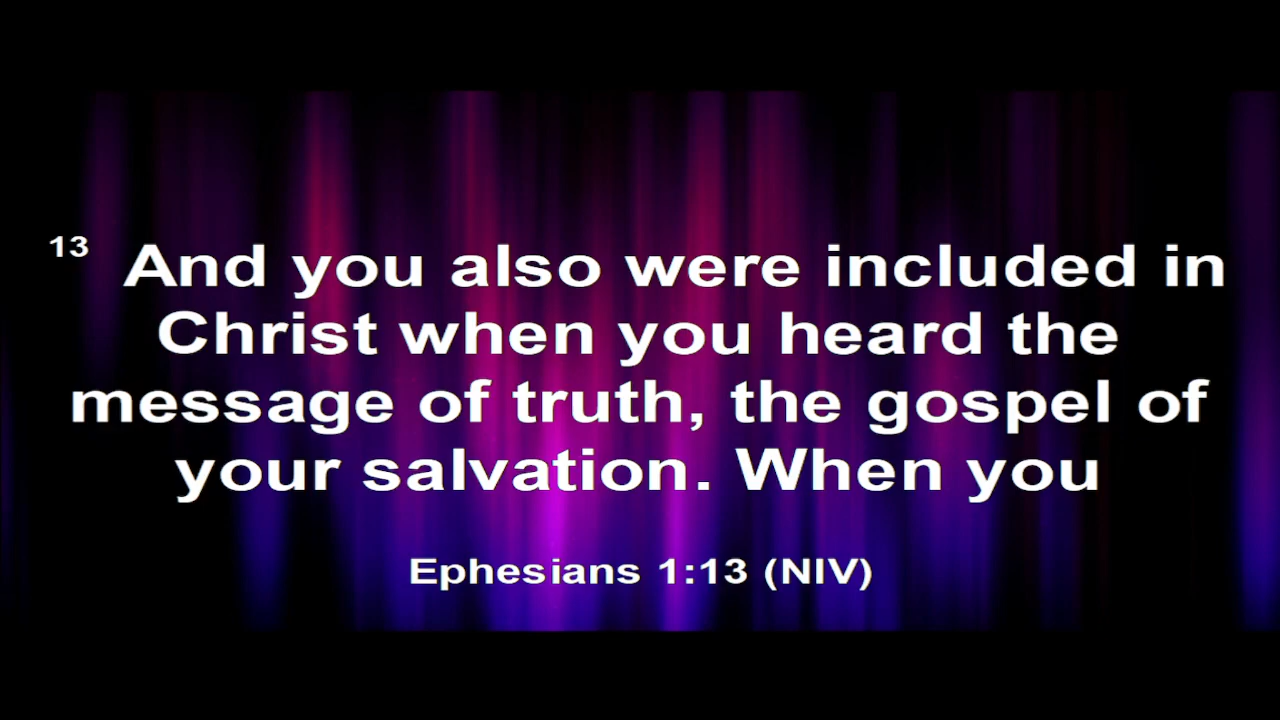 13 And you also were included in
Christ when you heard the
message of truth, the gospel of
your salvation. When you
Ephesians 1:13 (NIV)